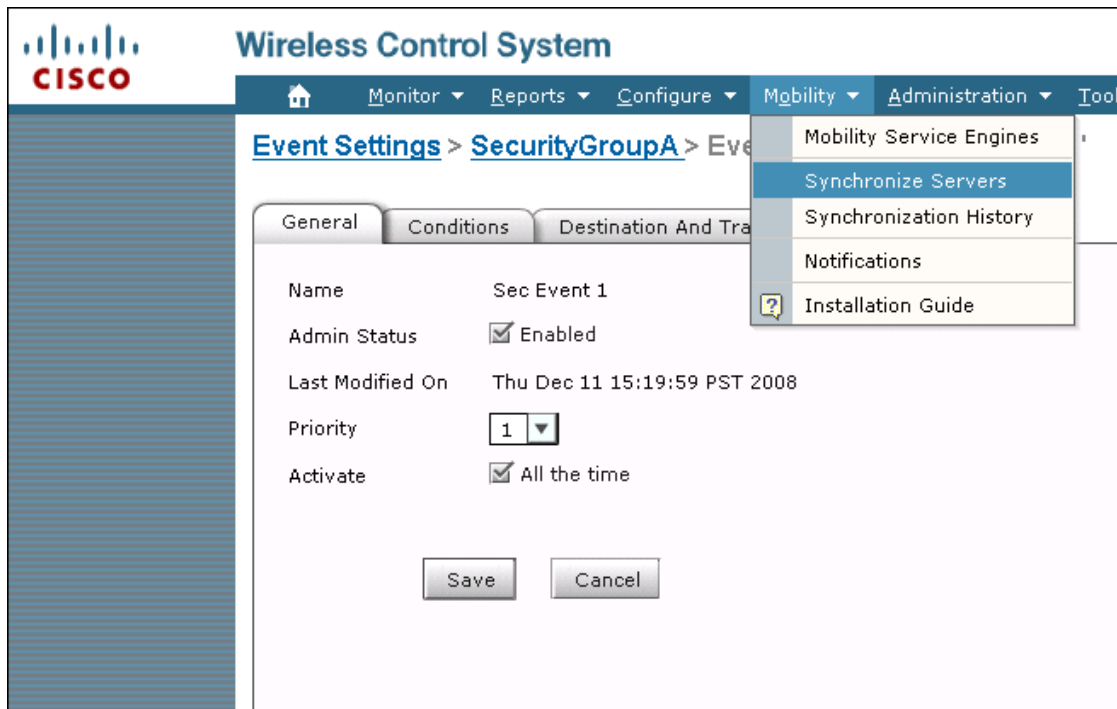 CISCO
Wireless Control System
Monitor Reports Configure Mobility Administration
Event Settings > SecurityGroupA >
Mobility Service Engines
Synchronize Servers
Synchronization History
Notifications
? Installation Guide
General Conditions Destination And
Name Sec Event 1
Admin Status Enabled
Last Modified On Thu Dec 11 15:19:59 PST 2008
Priority 1
Activate All the time
Save Cancel